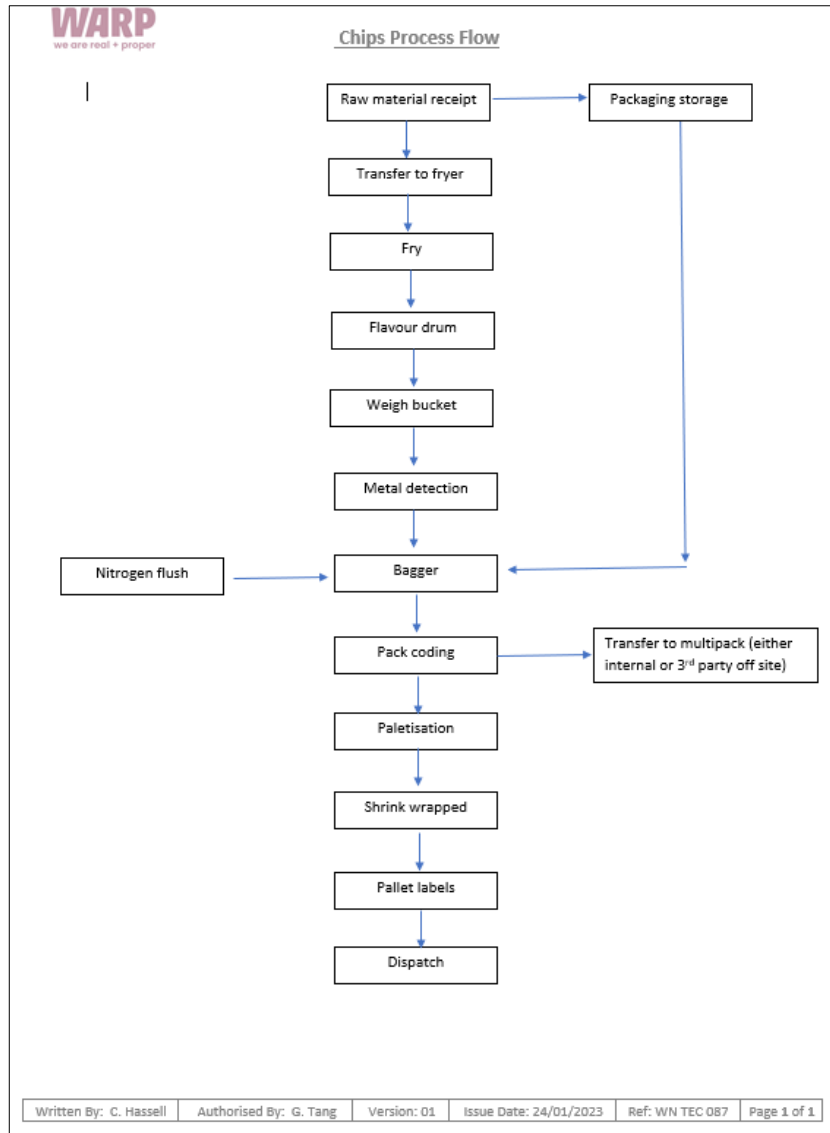 WARP
we are real + proper
Chips Process Flow
Raw material receipt
Packaging storage
Transfer to fryer
Fry
Flavour drum
Weigh bucket
Metal detection
Nitrogen flush
Bagger
Pack coding
Transfer to multipack (either
internal or 3rd party off site)
Paletisation
Shrink wrapped
Pallet labels
Dispatch
Written By: C. Hassell
Authorised By: G. Tang
Version: 01
Issue Date: 24/01/2023
Ref: WN TEC 087
Page 1 of 1